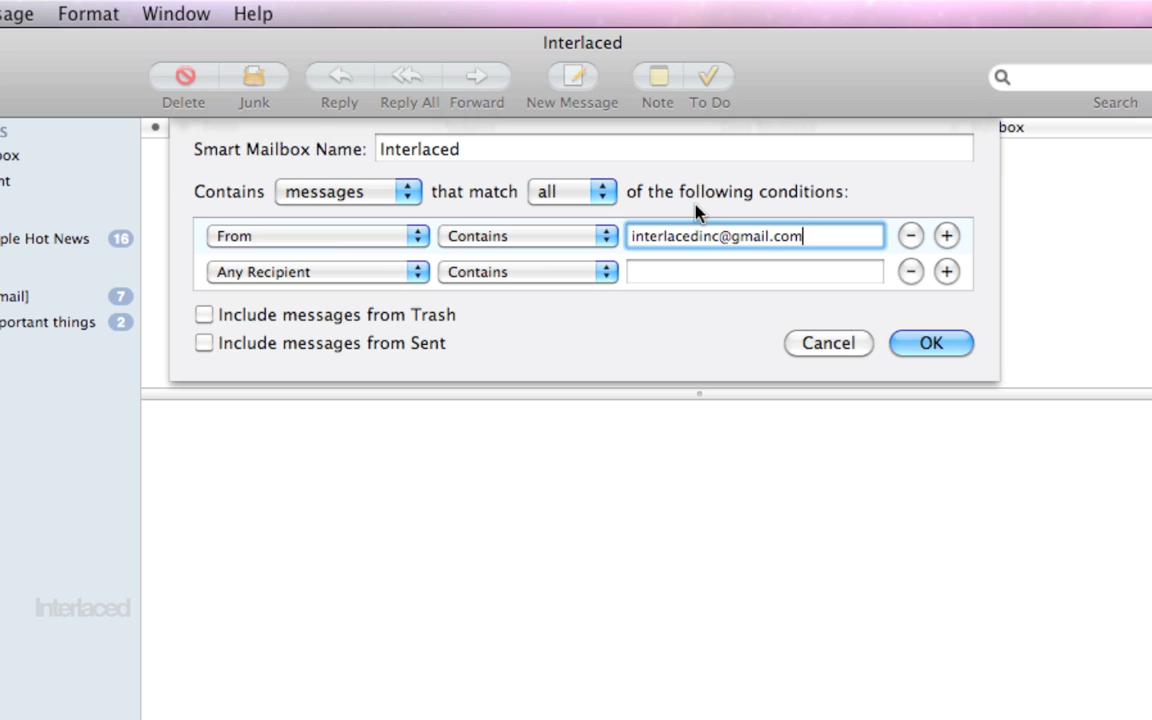 sage Format Window Help
Interlaced
Delete Junk Reply Reply All Forward New Message Note To Do Search
S
box
Smart Mailbox Name: Interlaced
ox
nt
Contains messages that match all of the following conditions:
ple Hot News 16
From Contains interlacedinc@gmail.com
Any Recipient Contains
mail] 7
portant things 2
Include messages from Trash
Include messages from Sent
Cancel OK
Interlaced